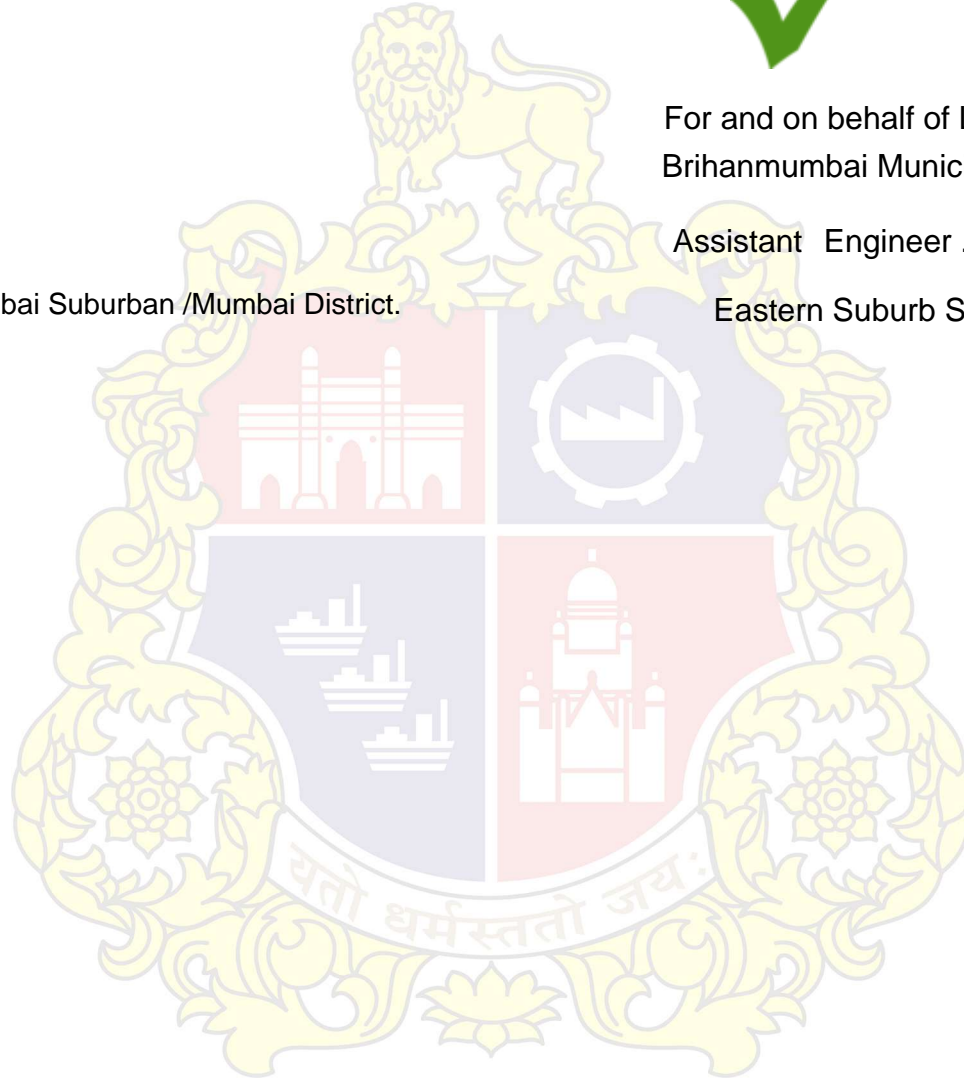 For and on behalf of
Brihanmumbai Munic
Assistant Engineer .
bai Suburban /Mumbai District.
Eastern Suburb S
यतो धर्मस्ततो जय: